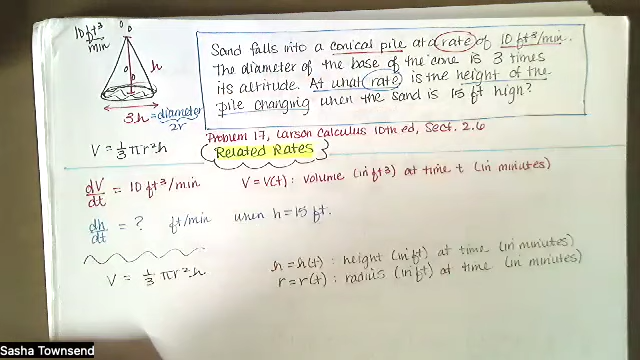 10 ft³/min
h
3h = diameter
2r
V = 1/3 πr²h
Sand falls into a conical pile at a rate of 10 ft³/min.
The diameter of the base of the cone is 3 times
its altitude. At what rate is the height of the
pile changing when the sand is 15 ft high?
Problem 17, Larson Calculus 10th ed, Sect. 2.6
Related Rates
dV/dt = 10 ft³/min V = V(t): volume (in ft³) at time t (in minutes)
dh/dt = ? ft/min when h = 15 ft.
h = h(t): height (in ft) at time (in minutes)
V = 1/3 πr²h
r = r(t): radius (in ft) at time (in minutes)
Sasha Townsend